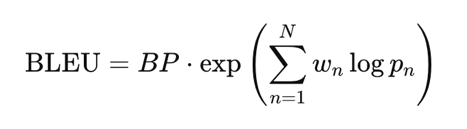 BLEU = BP · exp ( ∑_{n=1}^{N} w_n log p_n )